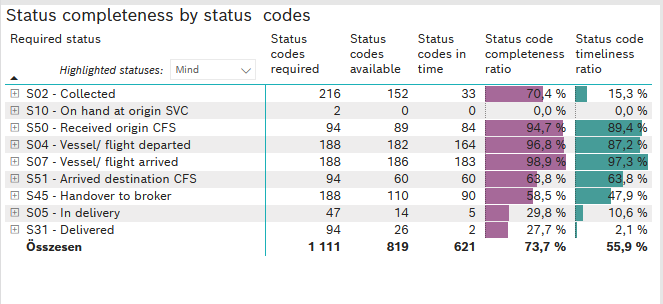 Status completeness by status codes
Required status Status codes required Status codes available Status codes in time Status code completeness ratio Status code timeliness ratio
Highlighted statuses: Mind
S02 - Collected 216 152 33 70,4 % 15,3 %
S10 - On hand at origin SVC 2 0 0 0,0 % 0,0 %
S50 - Received origin CFS 94 89 84 94,7 % 89,4 %
S04 - Vessel/ flight departed 188 182 164 96,8 % 87,2 %
S07 - Vessel/ flight arrived 188 186 183 98,9 % 97,3 %
S51 - Arrived destination CFS 94 60 60 63,8 % 63,8 %
S45 - Handover to broker 188 110 90 58,5 % 47,9 %
S05 - In delivery 47 14 5 29,8 % 10,6 %
S31 - Delivered 94 26 2 27,7 % 2,1 %
Összesen 1 111 819 621 73,7 % 55,9 %